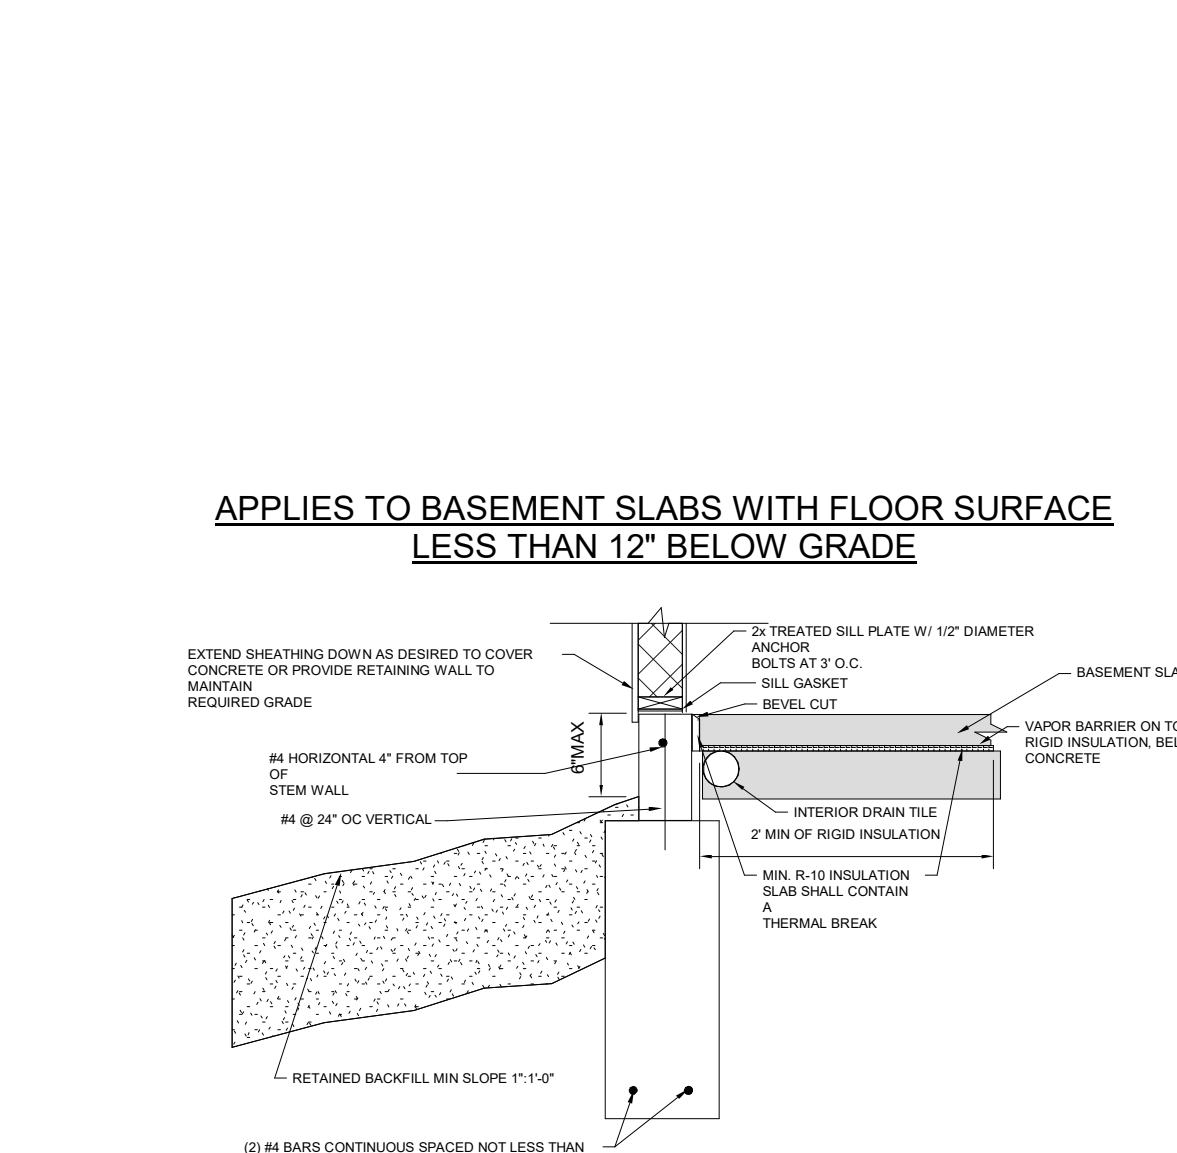 APPLIES TO BASEMENT SLABS WITH FLOOR SURFACE
LESS THAN 12" BELOW GRADE
2x TREATED SILL PLATE W/ 1/2" DIAMETER
ANCHOR
BOLTS AT 3' O.C.
EXTEND SHEATHING DOWN AS DESIRED TO COVER
CONCRETE OR PROVIDE RETAINING WALL TO
MAINTAIN
REQUIRED GRADE
SILL GASKET
BASEMENT
BEVEL CUT
6"MAX
VAPOR BARRIER ON
RIGID INSULATION,
CONCRETE
#4 HORIZONTAL 4" FROM TOP
OF
STEM WALL
#4 @ 24" OC VERTICAL
INTERIOR DRAIN TILE
2' MIN OF RIGID INSULATION
MIN. R-10 INSULATION
SLAB SHALL CONTAIN
A
THERMAL BREAK
RETAINED BACKFILL MIN SLOPE 1":1'-0"
(2) #4 BARS CONTINUOUS SPACED NOT LESS THAN